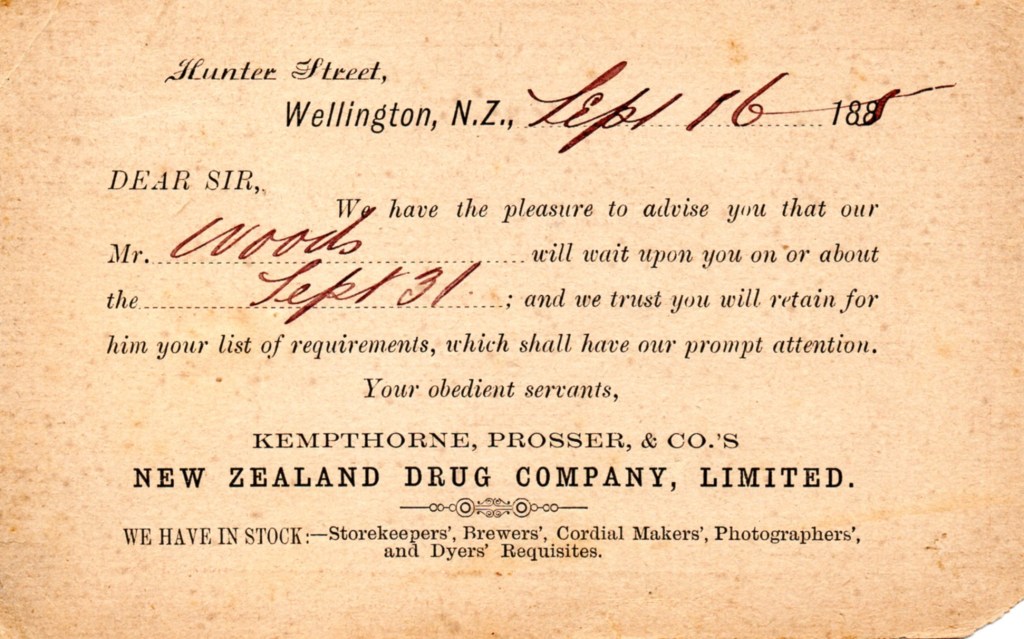 Hunter Street,
Wellington, N.Z., Sept 16 1885
DEAR SIR,
We have the pleasure to advise you that our
Mr. Woods will wait upon you on or about
the Sept 31; and we trust you will retain for
him your list of requirements, which shall have our prompt attention.
Your obedient servants,
KEMPTHORNE, PROSSER, & CO.'S
NEW ZEALAND DRUG COMPANY, LIMITED.
WE HAVE IN STOCK:—Storekeepers', Brewers', Cordial Makers', Photographers',
and Dyers' Requisites.